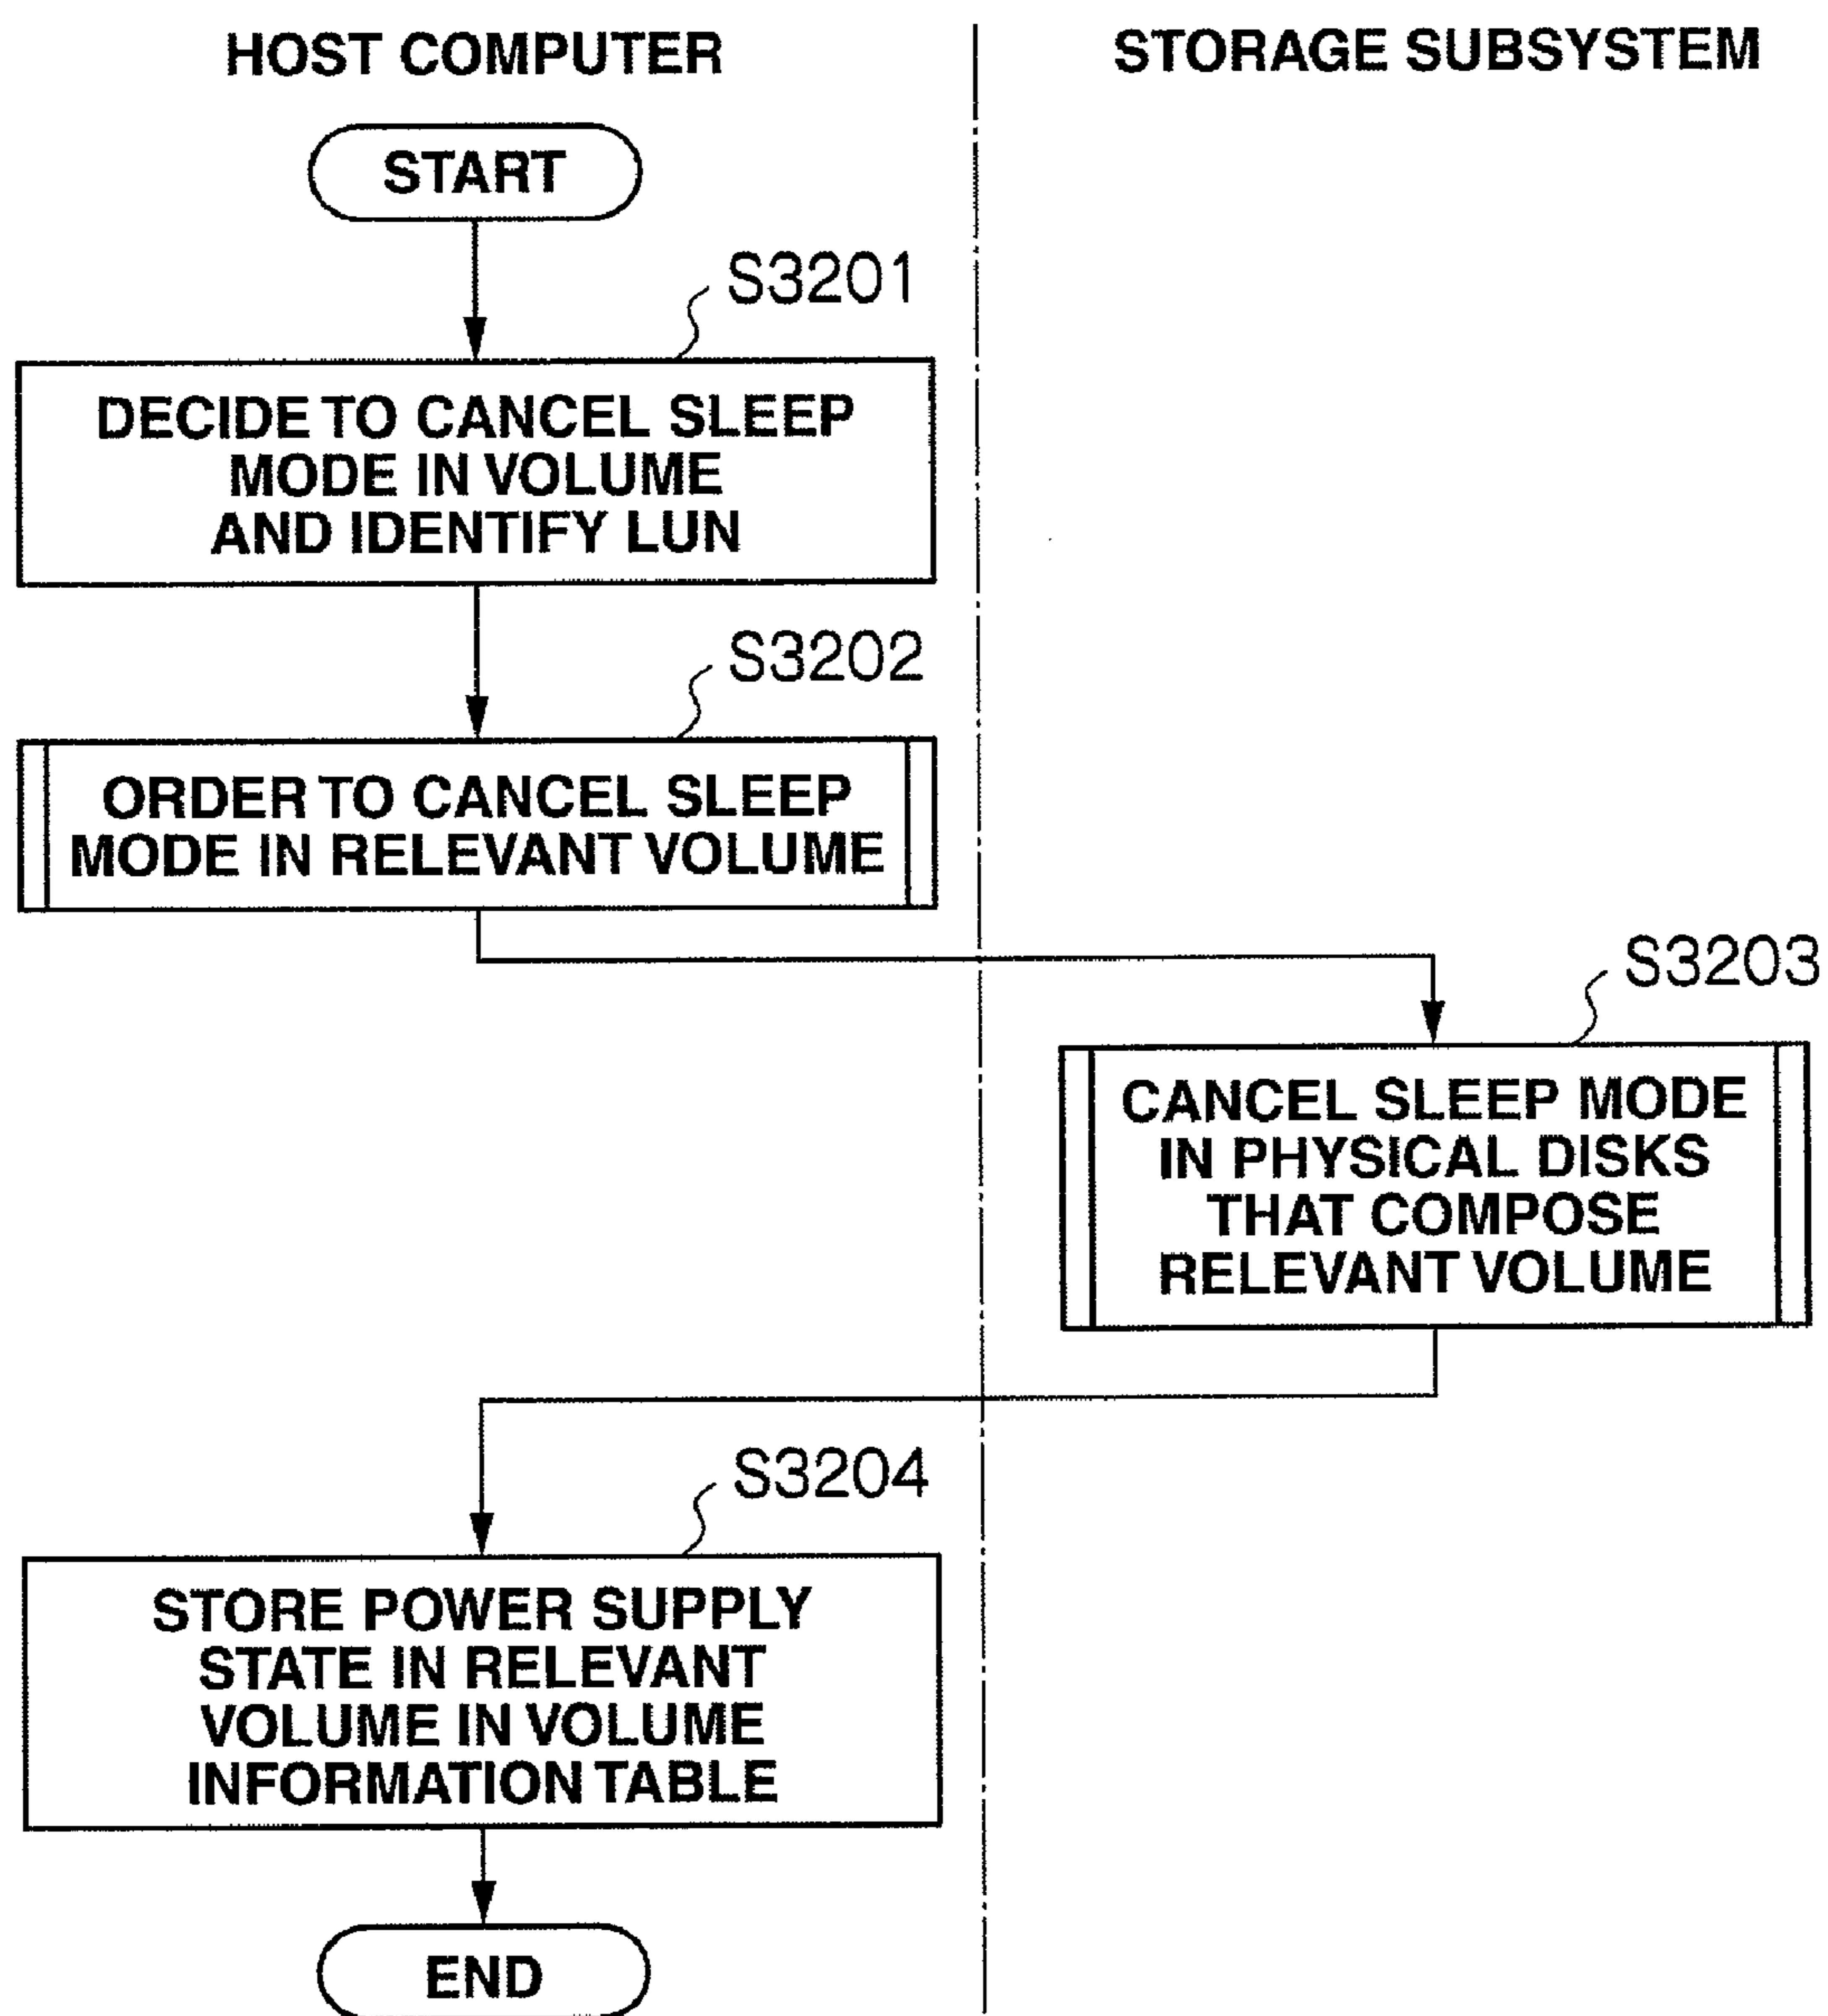 HOST COMPUTER
STORAGE SUBSYSTEM
START
S3201
DECIDE TO CANCEL SLEEP
MODE IN VOLUME
AND IDENTIFY LUN
S3202
ORDER TO CANCEL SLEEP
MODE IN RELEVANT VOLUME
S3203
CANCEL SLEEP MODE
IN PHYSICAL DISKS
THAT COMPOSE
RELEVANT VOLUME
S3204
STORE POWER SUPPLY
STATE IN RELEVANT
VOLUME IN VOLUME
INFORMATION TABLE
END